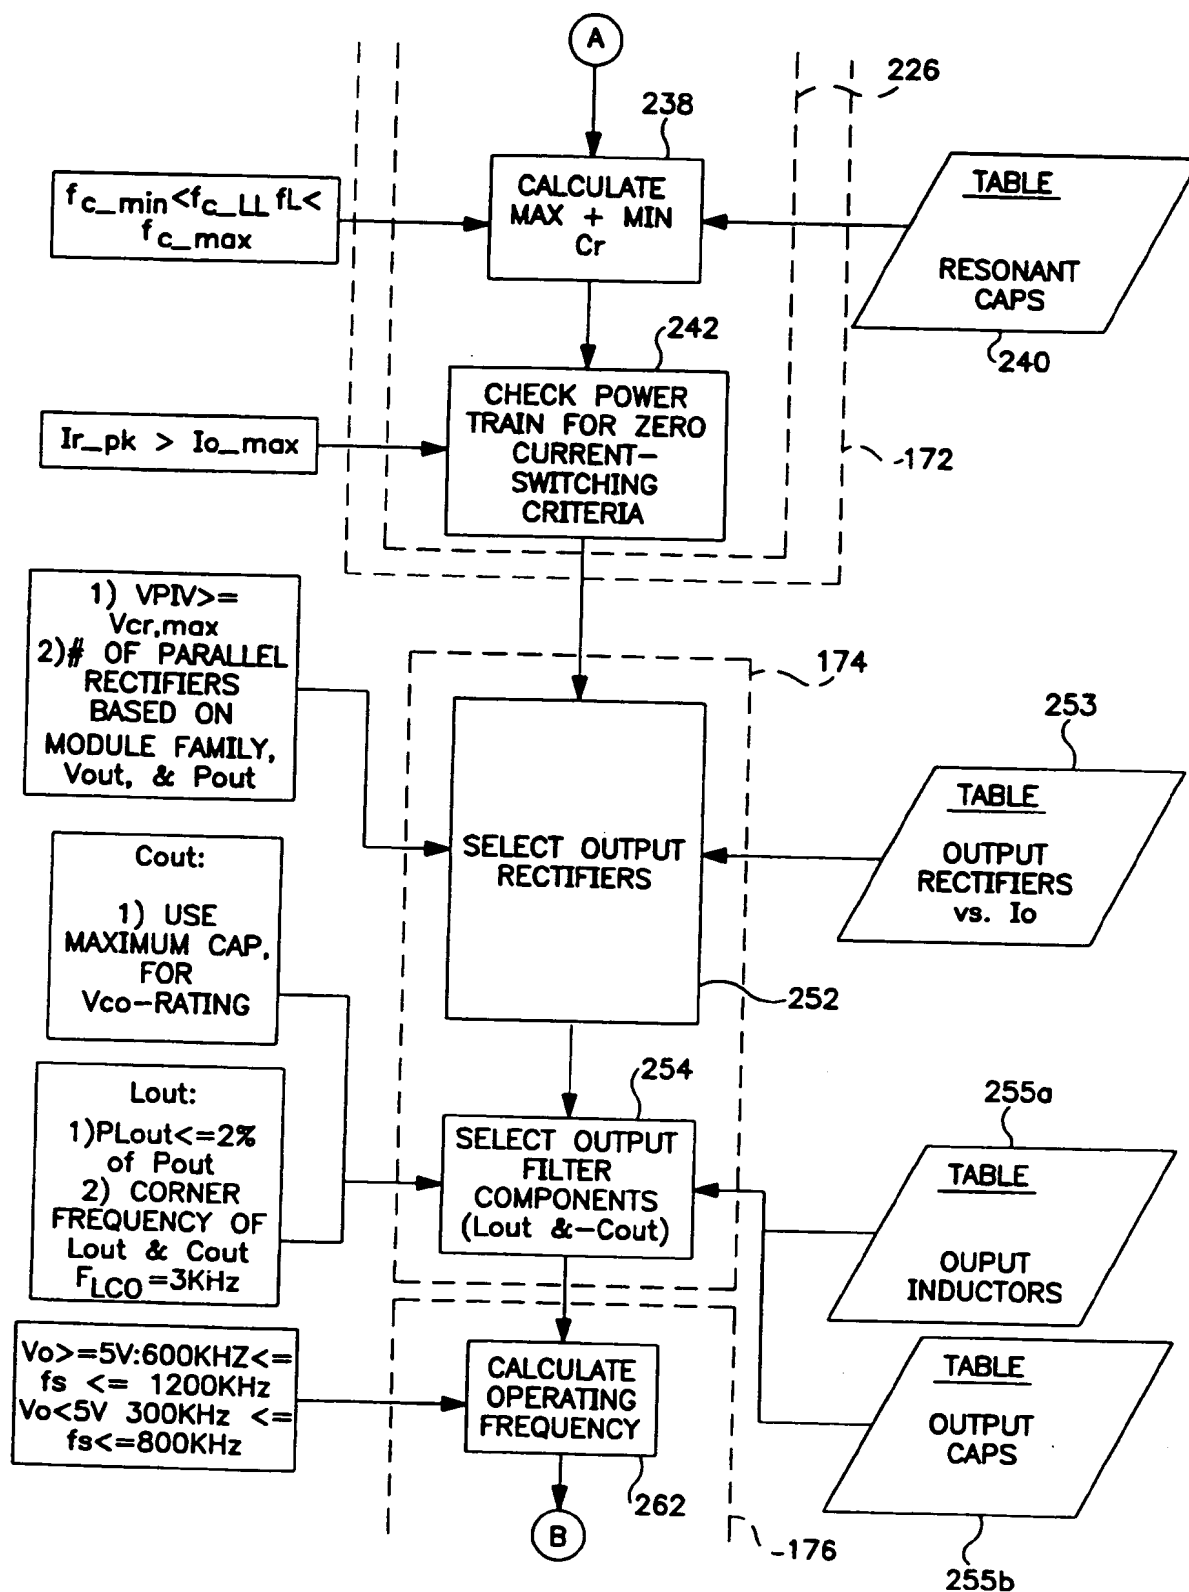 A
226
238
f c_min<f c_LL fL<
f c_max
CALCULATE
MAX + MIN
Cr
TABLE
RESONANT
CAPS
240
242
Ir_pk > Io_max
CHECK POWER
TRAIN FOR ZERO
CURRENT-
SWITCHING
CRITERIA
172
1) VPIV>=
Vcr,max
2)# OF PARALLEL
RECTIFIERS
BASED ON
MODULE FAMILY,
Vout, & Pout
174
253
SELECT OUTPUT
RECTIFIERS
TABLE
OUTPUT
RECTIFIERS
vs. Io
252
Cout:
1) USE
MAXIMUM CAP,
FOR
Vco-RATING
254
255a
Lout:
1)PLout<=2%
of Pout
2) CORNER
FREQUENCY OF
Lout & Cout
FLCO=3KHz
SELECT OUTPUT
FILTER
COMPONENTS
(Lout &-Cout)
TABLE
OUPUT
INDUCTORS
Vo>=5V:600KHZ<=
fs <= 1200KHz
Vo<5V 300KHz <=
fs<=800KHz
CALCULATE
OPERATING
FREQUENCY
TABLE
OUTPUT
CAPS
262
B
176
255b